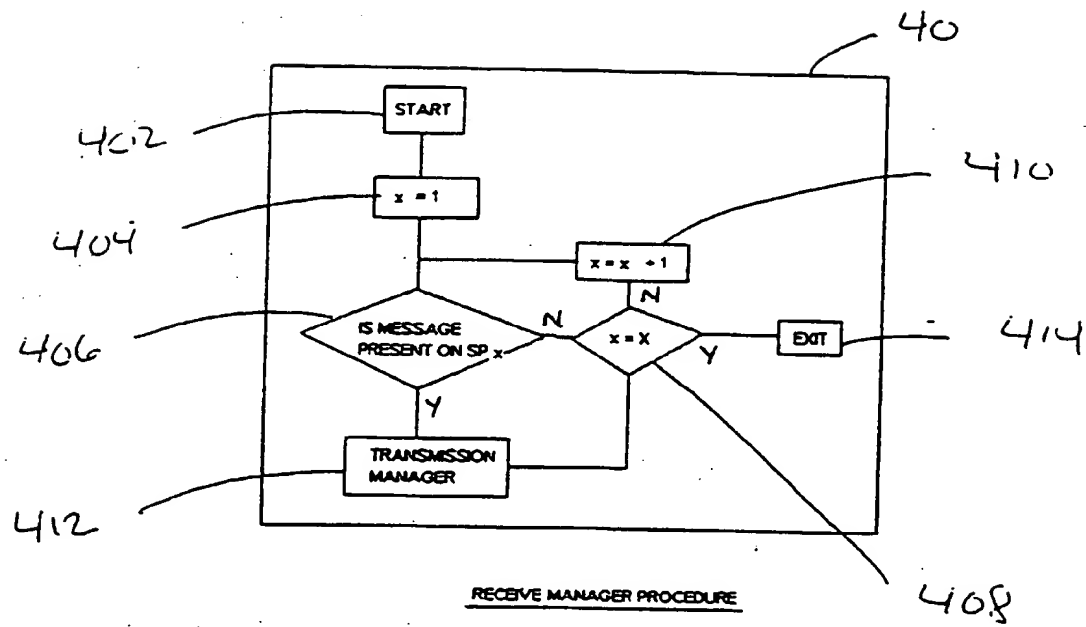 40
START
402
410
x = 1
404
x = x + 1
N
IS MESSAGE
PRESENT ON SP x
N
x = X
Y
EXIT
414
406
Y
TRANSMISSION
MANAGER
412
408
RECEIVE MANAGER PROCEDURE